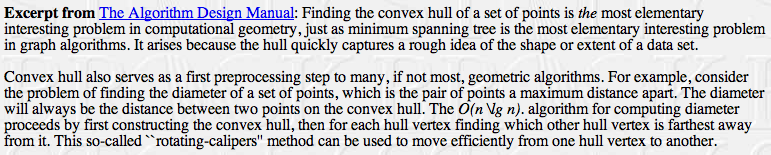 Excerpt from The Algorithm Design Manual: Finding the convex hull of a set of points is the most elementary
interesting problem in computational geometry, just as minimum spanning tree is the most elementary interesting problem
in graph algorithms. It arises because the hull quickly captures a rough idea of the shape or extent of a data set.
Convex hull also serves as a first preprocessing step to many, if not most, geometric algorithms. For example, consider
the problem of finding the diameter of a set of points, which is the pair of points a maximum distance apart. The diameter
will always be the distance between two points on the convex hull. The O(n \lg n). algorithm for computing diameter
proceeds by first constructing the convex hull, then for each hull vertex finding which other hull vertex is farthest away
from it. This so-called ``rotating-calipers'' method can be used to move efficiently from one hull vertex to another.